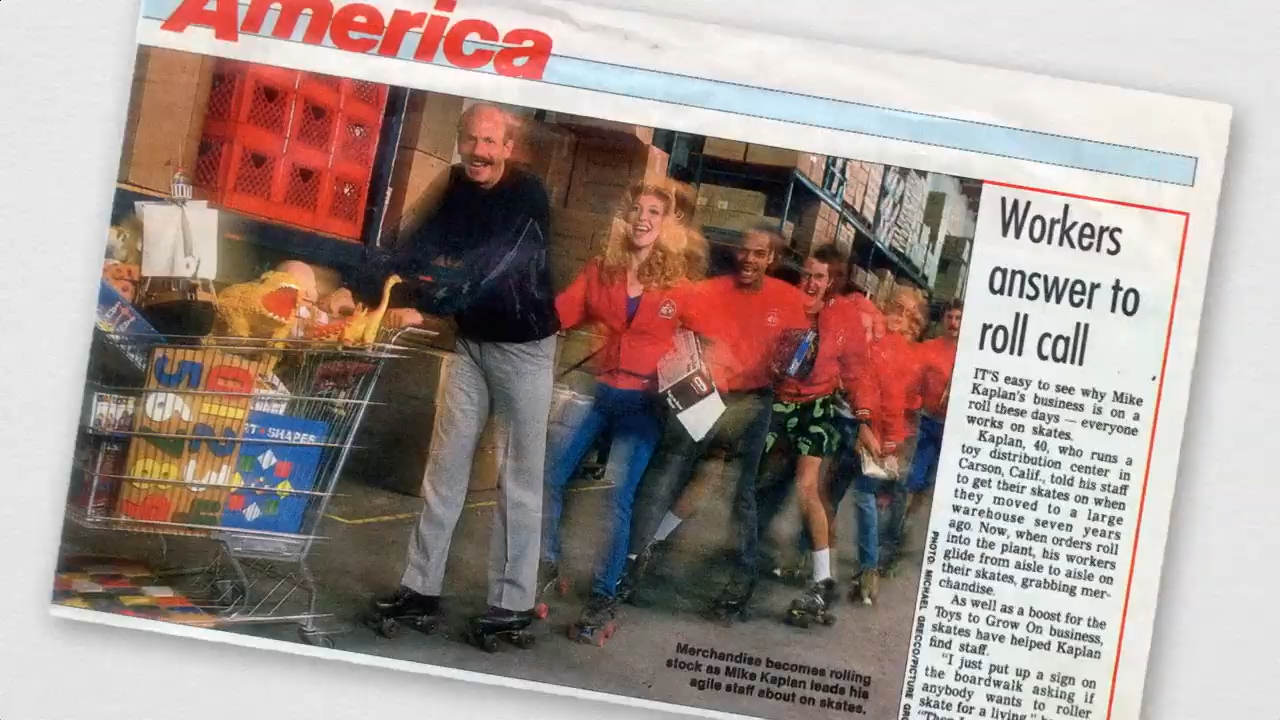 America
Workers
answer to
roll call
IT'S easy to see why Mike
Kaplan's business is on a
roll these days — everyone
works on skates.
Kaplan, 40, who runs a
toy distribution center in
Carson, Calif., told his staff
to get their skates on when
they moved to a large
warehouse seven years
ago. Now, when orders roll
into the plant, his workers
glide from aisle to aisle on
their skates, grabbing mer-
chandise.
As well as a boost for the
Toys to Grow On business,
skates have helped Kaplan
find staff.
"I just put up a sign on
the boardwalk asking if
anybody wants to roller
skate for a living,"
PHOTO: MICHAEL GRECCO/PICTURE GRO
Merchandise becomes rolling
stock as Mike Kaplan leads his
agile staff about on skates.
SHAPES